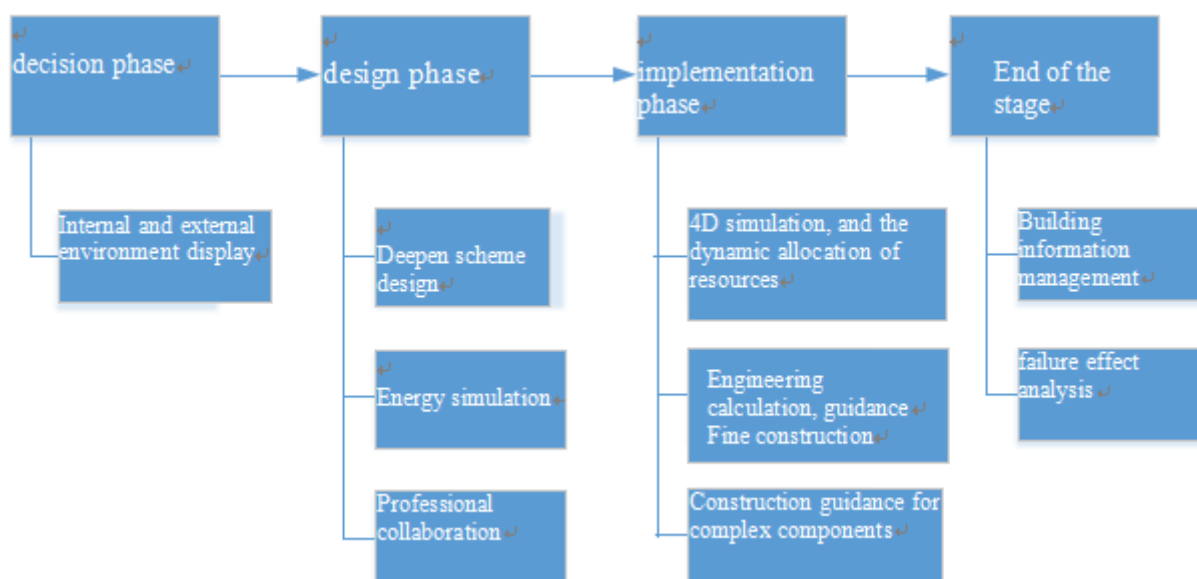 decision phase
design phase
implementation
phase
End of the
stage
Internal and external
environment display
Deepen scheme
design
Energy simulation
Professional
collaboration
4D simulation, and the
dynamic allocation of
resources
Engineering
calculation, guidance
Fine construction
Construction guidance for
complex components
Building
information
management
failure effect
analysis